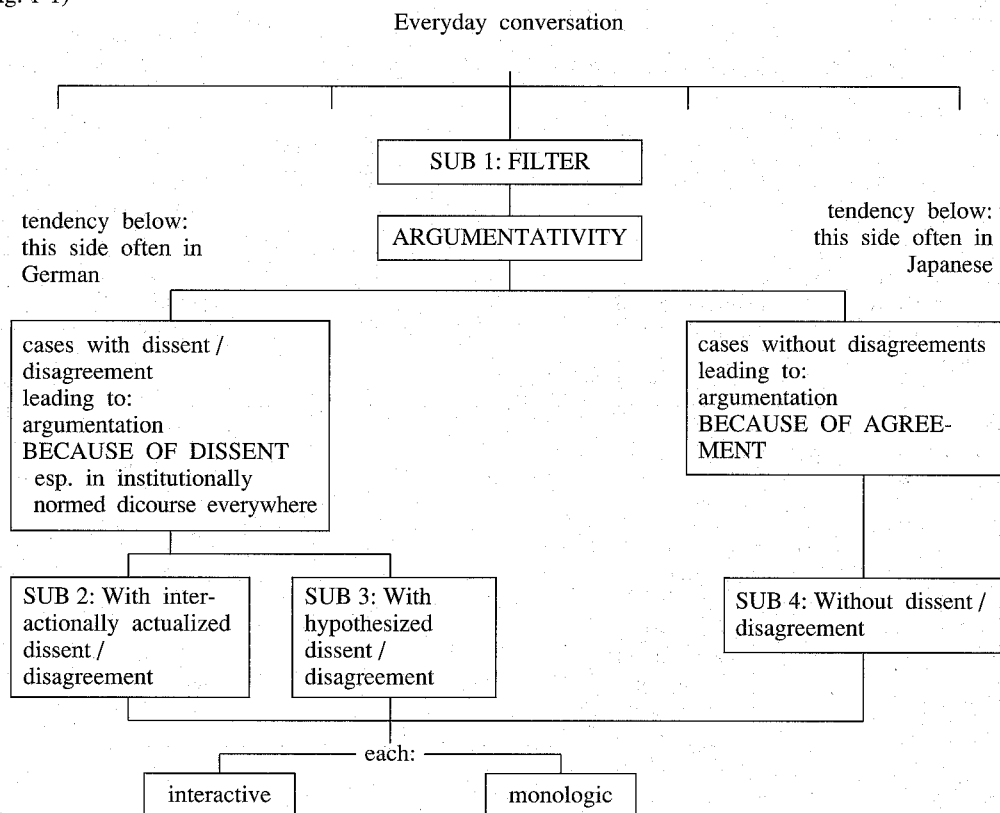 Everyday conversation
SUB 1: FILTER
ARGUMENTATIVITY
tendency below:
this side often in
German
tendency below:
this side often in
Japanese
cases with dissent /
disagreement
leading to:
argumentation
BECAUSE OF DISSENT
esp. in institutionally
normed dicourse everywhere
cases without disagreements
leading to:
argumentation
BECAUSE OF AGREE-
MENT
SUB 2: With inter-
actionally actualized
dissent /
disagreement
SUB 3: With
hypothesized
dissent /
disagreement
SUB 4: Without dissent /
disagreement
each:
interactive
monologic